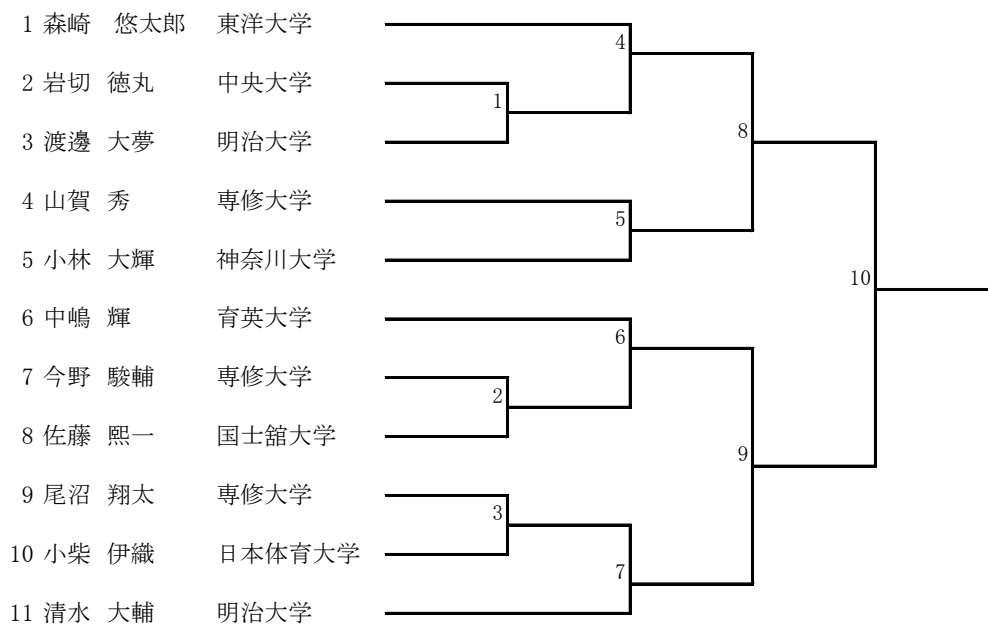 1 森崎 悠太郎 東洋大学
2 岩切 徳丸 中央大学
3 渡邊 大夢 明治大学
4 山賀 秀 専修大学
5 小林 大輝 神奈川大学
6 中嶋 輝 育英大学
7 今野 駿輔 専修大学
8 佐藤 熙一 国士舘大学
9 尾沼 翔太 専修大学
10 小柴 伊織 日本体育大学
11 清水 大輔 明治大学
4
1
8
5
10
6
2
9
3
7